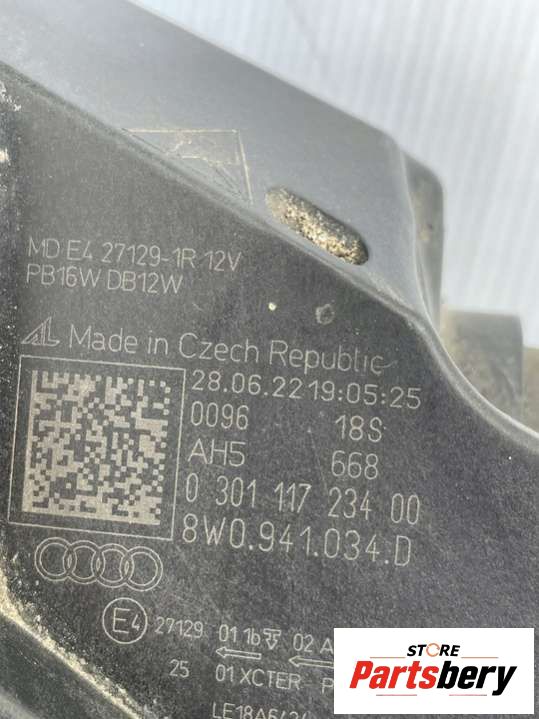 MD E4 27129-1R 12V
PB16W DB12W
AL Made in Czech Republic
28.06.22 19:05:25
0096 18S
AH5 668
0 301 117 234 00
8W0.941.034.D
E4 27129 01 1b 02 A
25 01 XCTER P
STORE
Partsbery